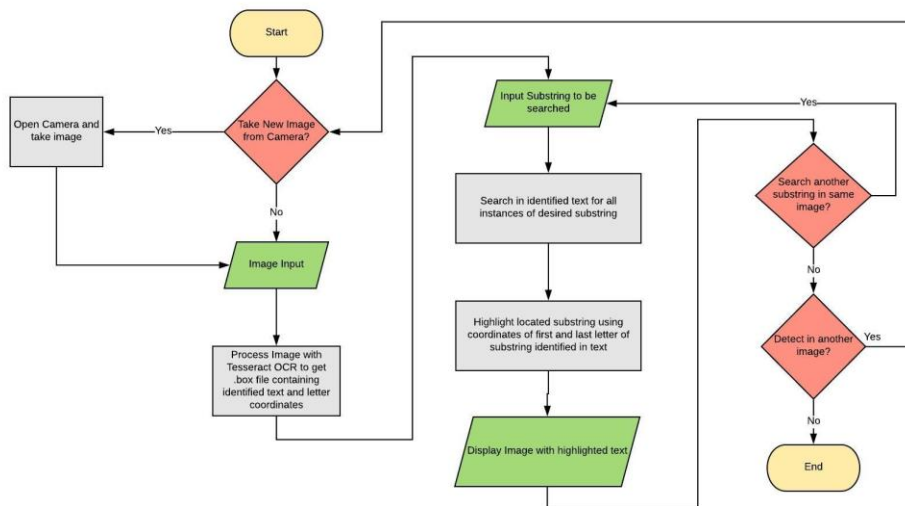 Start
Take New Image
from Camera?
Yes
Open Camera and
take image
No
Image Input
Process Image with
Tesseract OCR to get
.box file containing
identified text and letter
coordinates
Input Substring to be
searched
Search in identified text for all
instances of desired substring
Highlight located substring using
coordinates of first and last letter of
substring identified in text
Display Image with highlighted text
Yes
Search another
substring in same
image?
No
Detect in another
image?
Yes
No
End